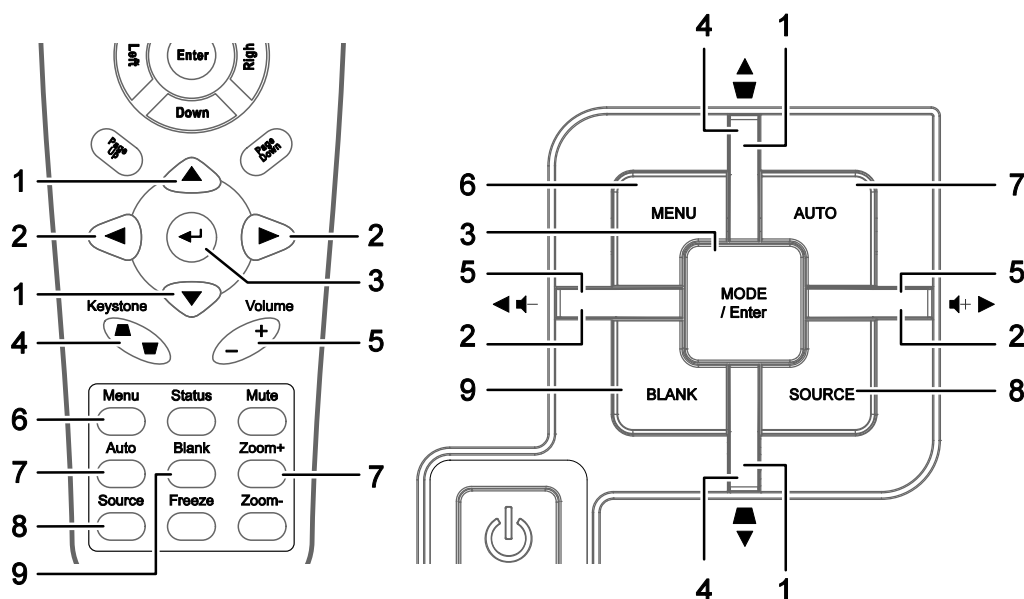 Left
Enter
Righ
Down
Page
Up
Page
Down
1
2
2
3
1
Keystone
Volume
4
+
−
5
Menu
Status
Mute
6
Auto
Blank
Zoom+
7
7
Source
Freeze
Zoom-
8
9
4
1
6
7
MENU
AUTO
3
5
5
MODE
/ Enter
−
+
2
2
9
8
BLANK
SOURCE
4
1